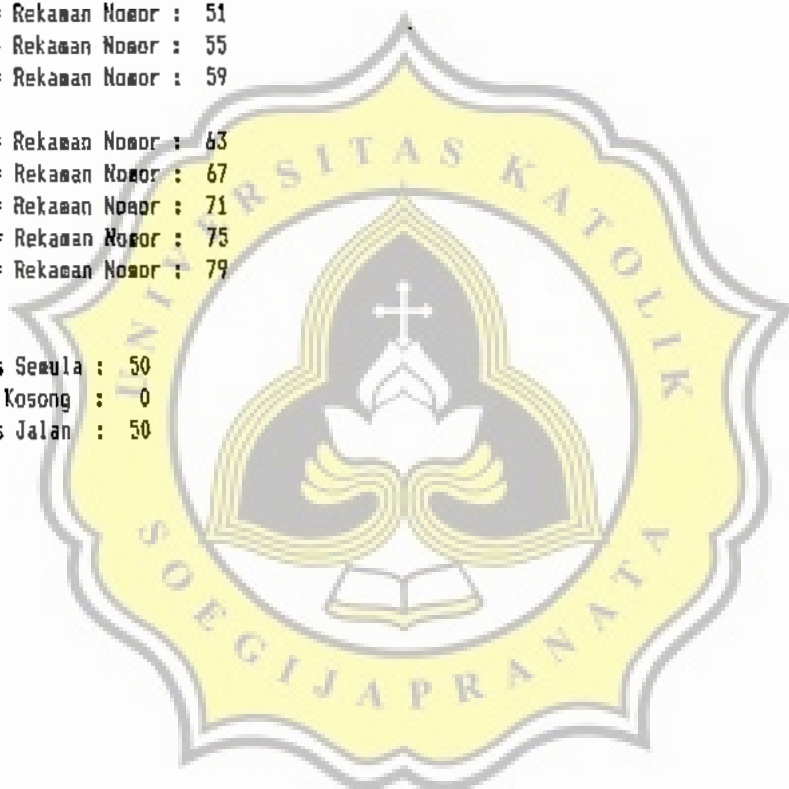 = Rekaman Nomor : 51
= Rekaman Nomor : 55
= Rekaman Nomor : 59
= Rekaman Nomor : 63
= Rekaman Nomor : 67
= Rekaman Nomor : 71
= Rekaman Nomor : 75
= Rekaman Nomor : 79
s Semula : 50
Kosong : 0
s Jalan : 50
UNIVERSITAS KATOLIK
SOEGIJAPRANATA